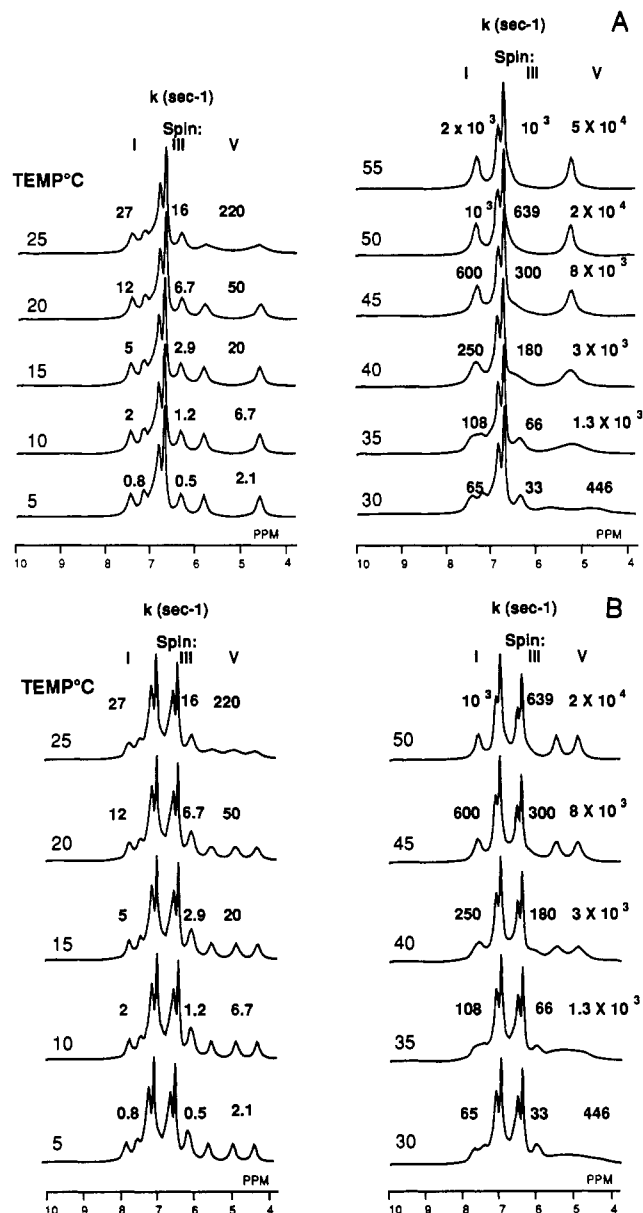 A
k (sec-1)
Spin:
I III V
TEMP°C
27 16 220
25
12 6.7 50
20
5 2.9 20
15
2 1.2 6.7
10
0.8 0.5 2.1
5
PPM
10 9 8 7 6 5 4
k (sec-1)
Spin:
I III V
2 x 10 3 10 3 5 X 10 4
55
10 3 639 2 X 10 4
50
600 300 8 X 10 3
45
250 180 3 X 10 3
40
108 66 1.3 X 10 3
35
65 33 446
30
PPM
10 9 8 7 6 5 4
B
k (sec-1)
Spin:
I III V
TEMP°C
27 16 220
25
12 6.7 50
20
5 2.9 20
15
2 1.2 6.7
10
0.8 0.5 2.1
5
PPM
10 9 8 7 6 5 4
k (sec-1)
Spin:
I III V
10 3 639 2 X 10 4
50
600 300 8 X 10 3
45
250 180 3 X 10 3
40
108 66 1.3 X 10 3
35
65 33 446
30
PPM
10 9 8 7 6 5 4